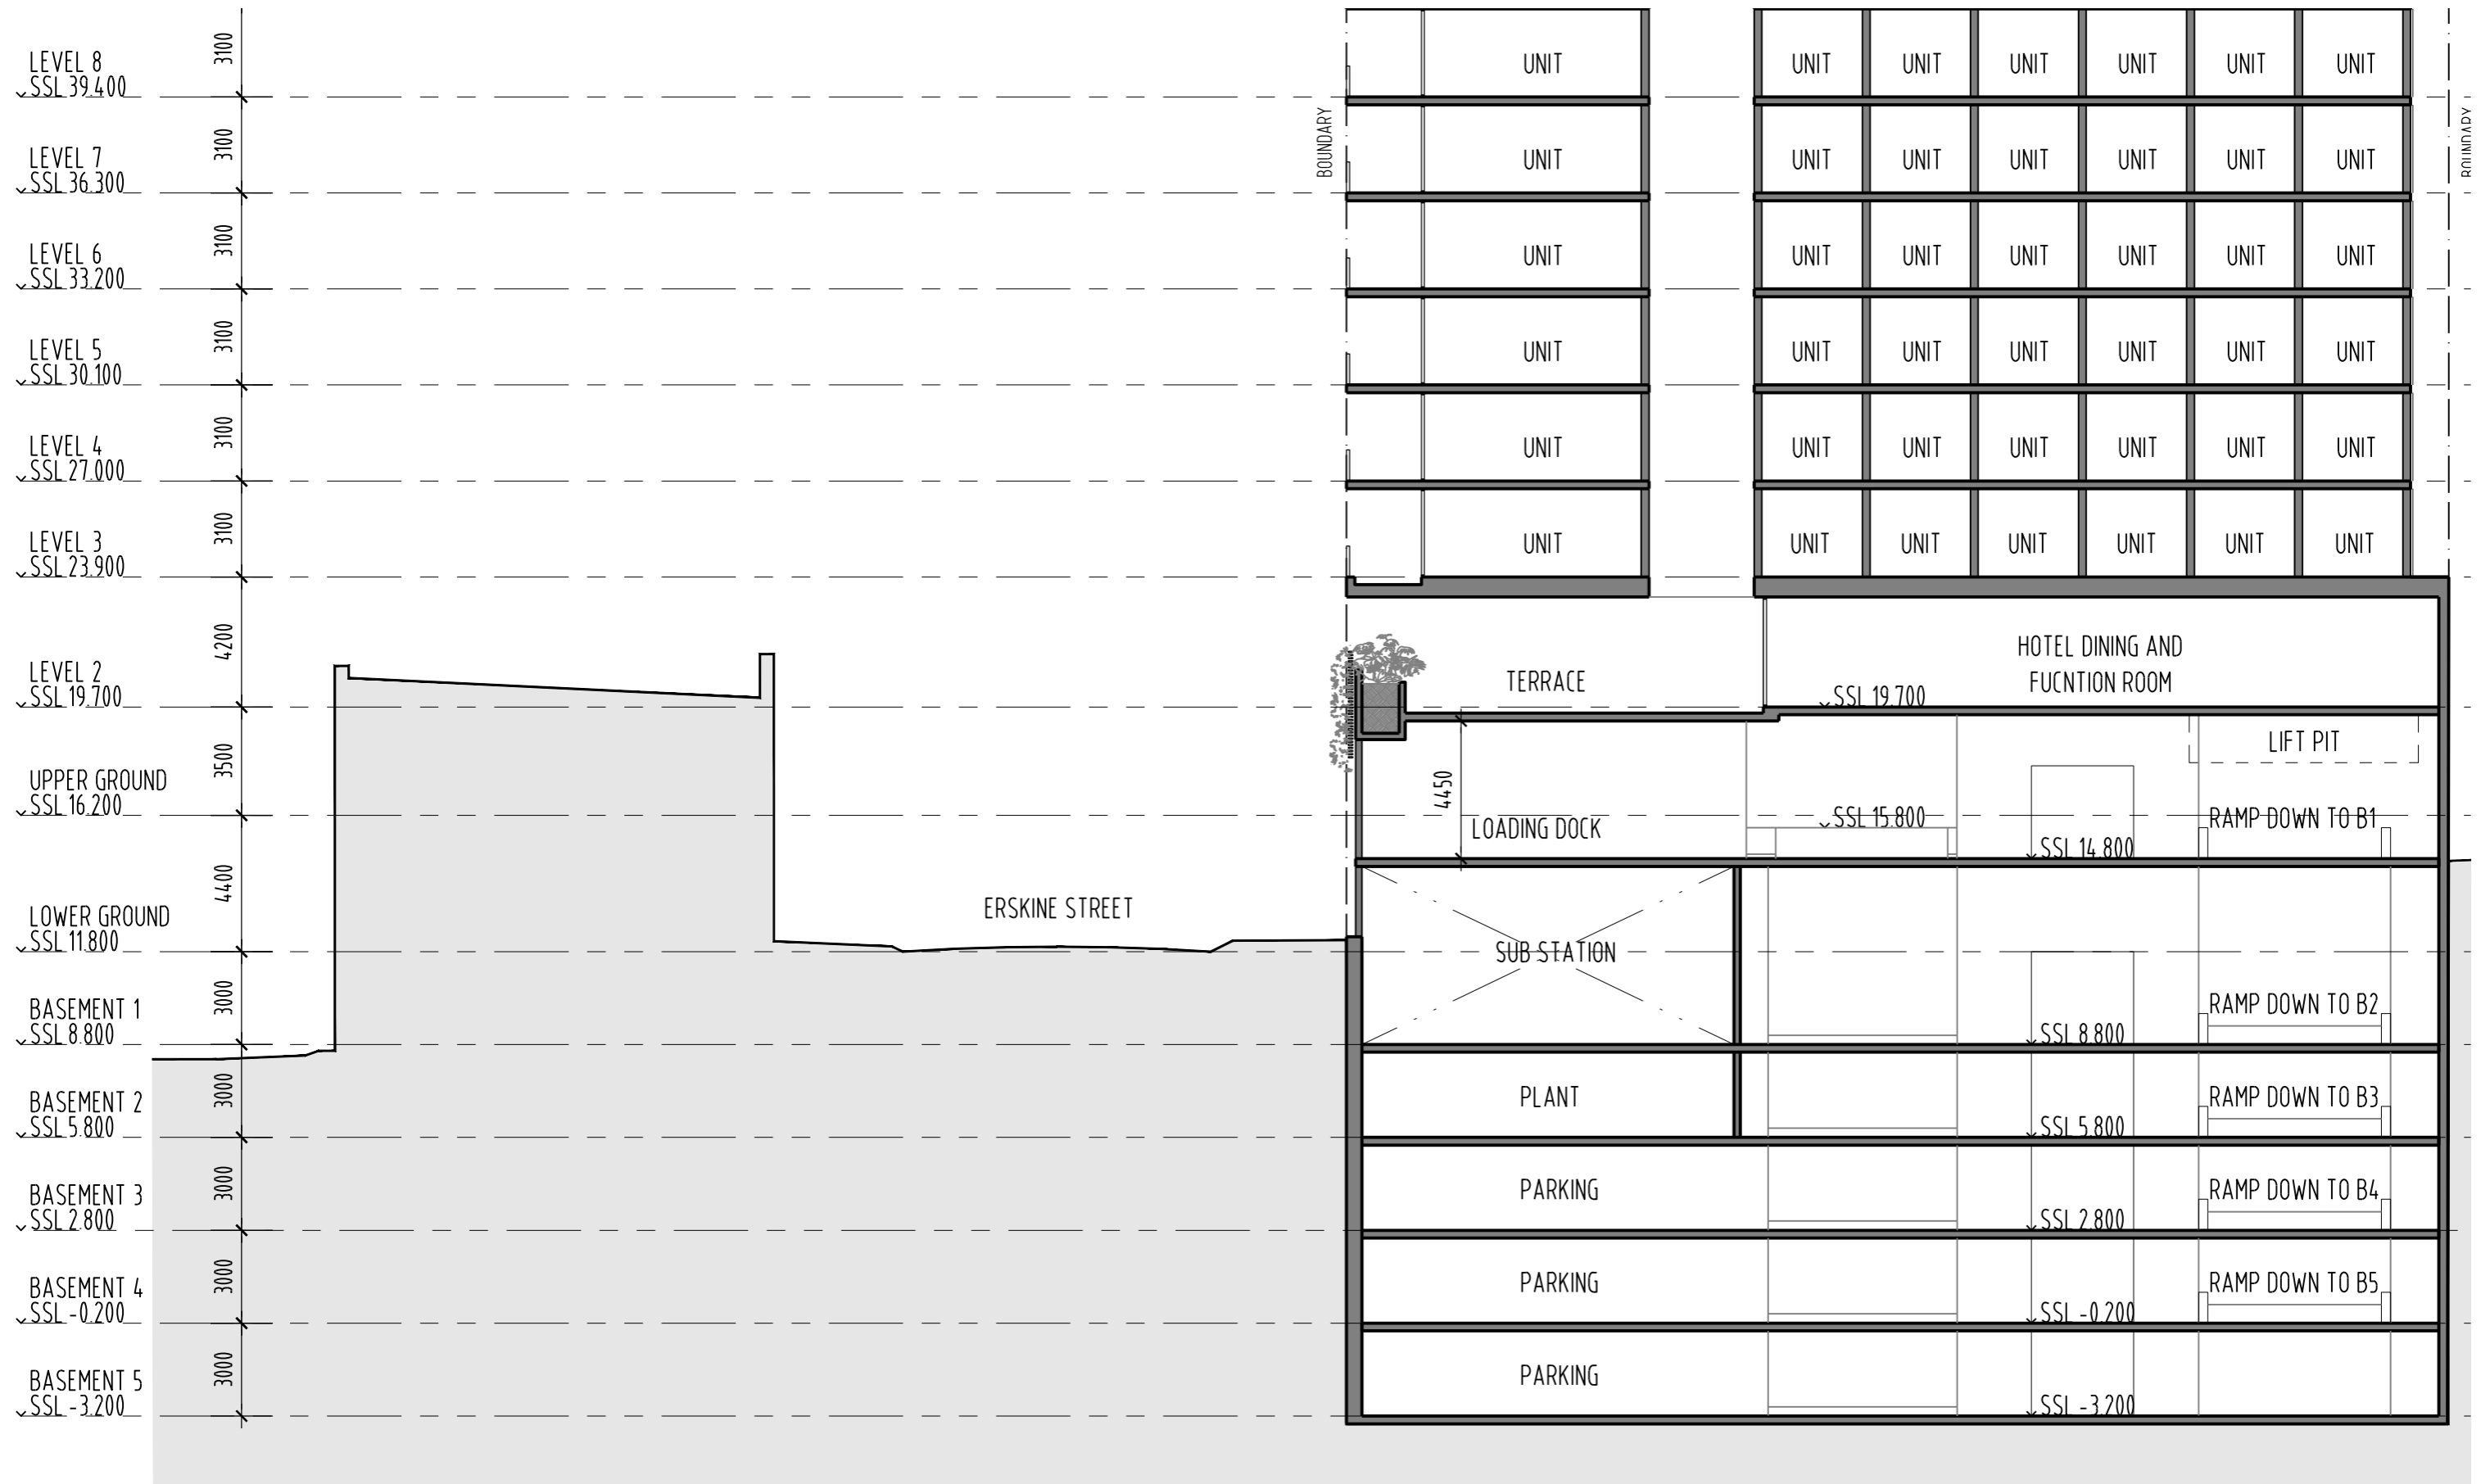 3100
LEVEL 8
SSL 39.400
UNIT UNIT UNIT UNIT UNIT UNIT UNIT
BOUNDARY
BOUNDARY
3100
LEVEL 7
SSL 36.300
UNIT UNIT UNIT UNIT UNIT UNIT UNIT
3100
LEVEL 6
SSL 33.200
UNIT UNIT UNIT UNIT UNIT UNIT UNIT
3100
LEVEL 5
SSL 30.100
UNIT UNIT UNIT UNIT UNIT UNIT UNIT
3100
LEVEL 4
SSL 27.000
UNIT UNIT UNIT UNIT UNIT UNIT UNIT
3100
LEVEL 3
SSL 23.900
UNIT UNIT UNIT UNIT UNIT UNIT UNIT
4200
LEVEL 2
SSL 19.700
TERRACE
HOTEL DINING AND
FUCNTION ROOM
SSL 19.700
3500
LIFT PIT
UPPER GROUND
SSL 16.200
4450
LOADING DOCK
SSL 15.800
RAMP DOWN TO B1
SSL 14.800
4400
LOWER GROUND
SSL 11.800
ERSKINE STREET
SUB STATION
3000
BASEMENT 1
SSL 8.800
RAMP DOWN TO B2
SSL 8.800
3000
BASEMENT 2
SSL 5.800
PLANT
RAMP DOWN TO B3
SSL 5.800
3000
BASEMENT 3
SSL 2.800
PARKING
RAMP DOWN TO B4
SSL 2.800
3000
BASEMENT 4
SSL -0.200
PARKING
RAMP DOWN TO B5
SSL -0.200
3000
BASEMENT 5
SSL -3.200
PARKING
SSL -3.200